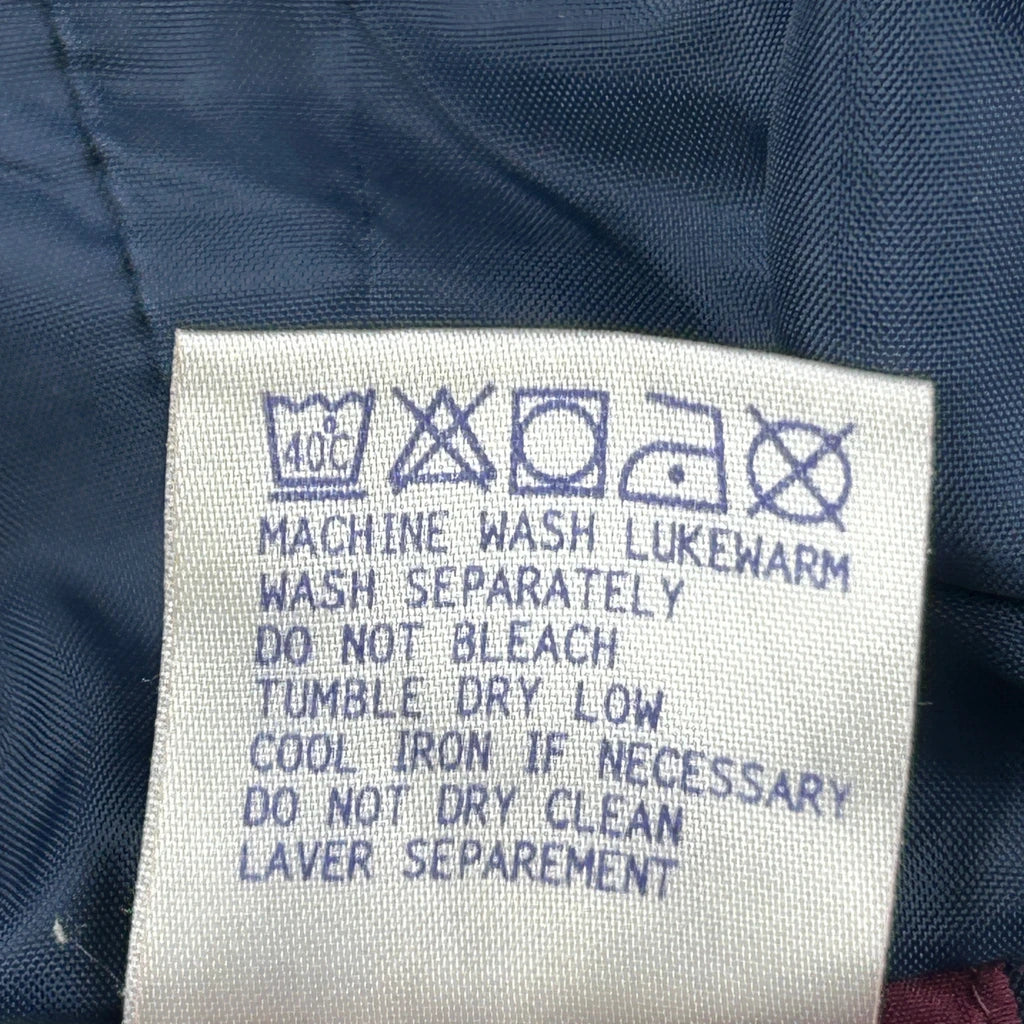 40°C
MACHINE WASH LUKEWARM
WASH SEPARATELY
DO NOT BLEACH
TUMBLE DRY LOW
COOL IRON IF NECESSARY
DO NOT DRY CLEAN
LAVER SEPAREMENT